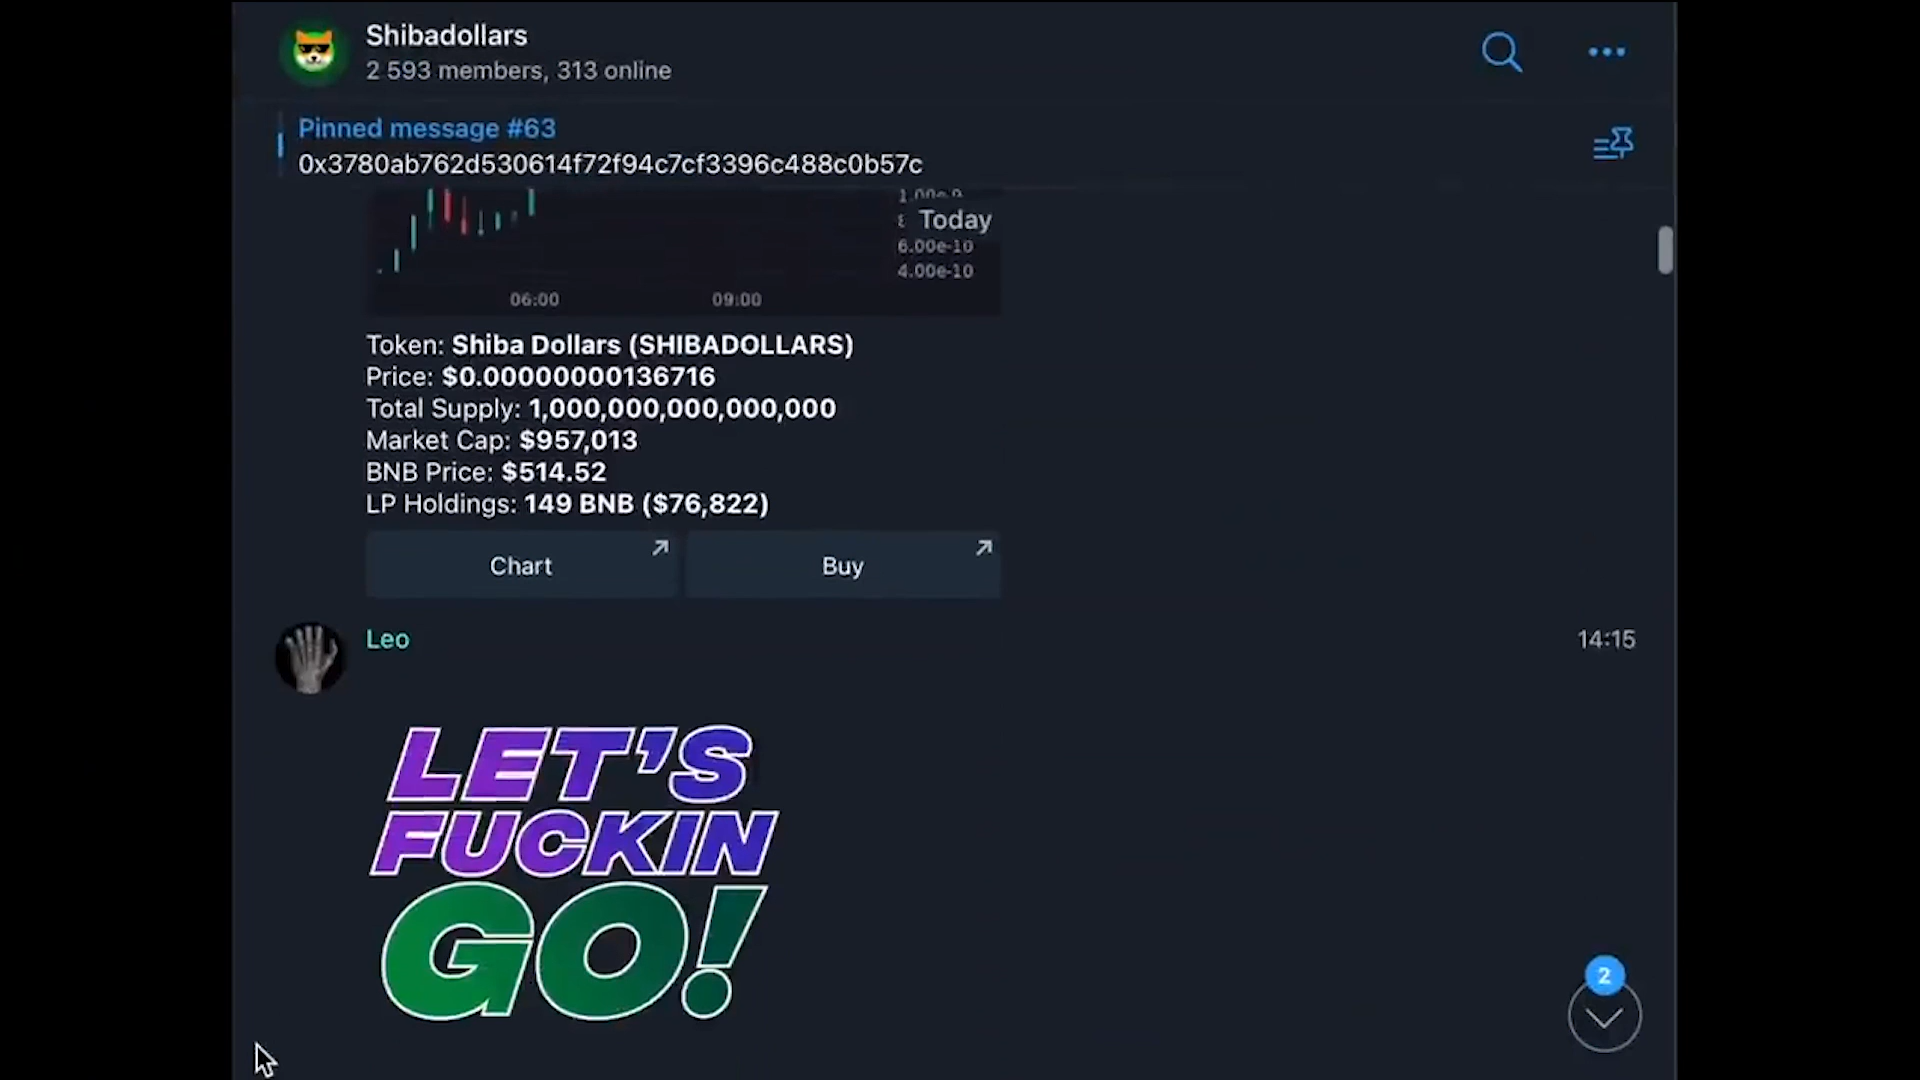 Shibadollars
2 593 members, 313 online
Pinned message #63
0x3780ab762d530614f72f94c7cf3396c488c0b57c
Today
6.00e-10
4.00e-10
06:00 09:00
Token: Shiba Dollars (SHIBADOLLARS)
Price: $0.00000000136716
Total Supply: 1,000,000,000,000,000
Market Cap: $957,013
BNB Price: $514.52
LP Holdings: 149 BNB ($76,822)
Chart Buy
Leo 14:15
LET'S
FUCKIN
GO!
2